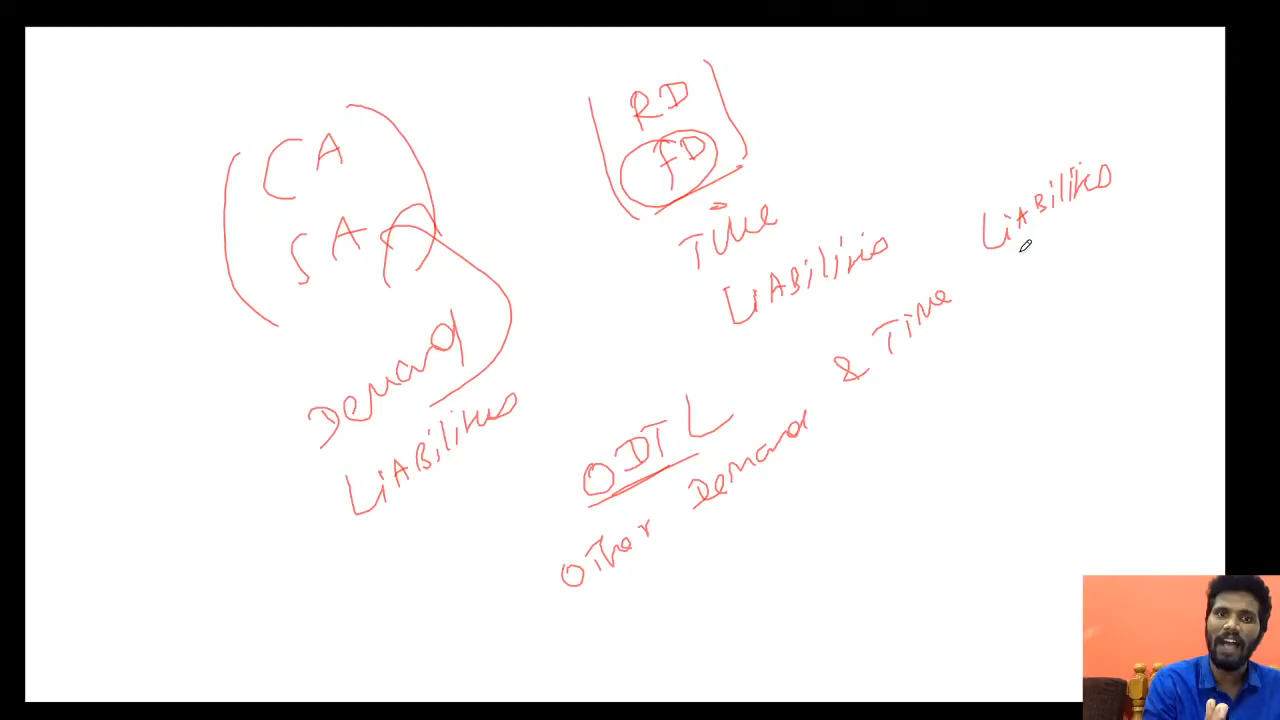 CA
SA
Demand
LiABilities
RD
FD
Time
LiABilities
ODTL
Other Demand & Time LiABilities